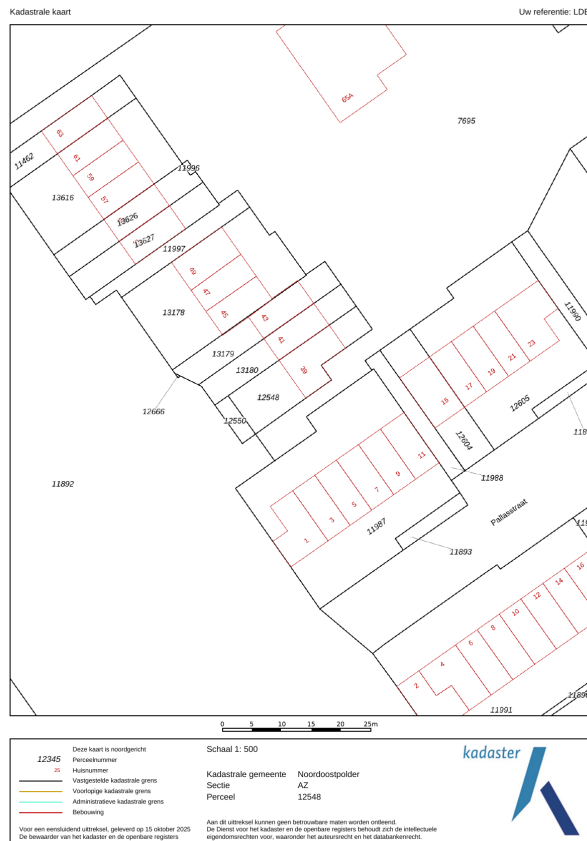 Kadastrale kaart
Uw referentie: LDB
65A
7695
63
11462
61
59
11996
57
13616
13626
13627
11997
49
47
45
13178
43
41
39
13179
13180
12548
12666
12550
11990
23
21
19
17
15
12605
12604
11988
11892
11
9
7
5
3
1
11987
11893
Pallasstraat
16
14
12
10
8
6
4
2
11991
0 5 10 15 20 25m
12345
25
Deze kaart is noordgericht
Perceelnummer
Huisnummer
Vastgestelde kadastrale grens
Voorlopige kadastrale grens
Administratieve kadastrale grens
Bebouwing
Voor een eensluidend uittreksel, geleverd op 15 oktober 2025
De bewaarder van het kadaster en de openbare registers
Schaal 1: 500
Kadastrale gemeente Noordoostpolder
Sectie AZ
Perceel 12548
Aan dit uittreksel kunnen geen betrouwbare maten worden ontleend.
De Dienst voor het kadaster en de openbare registers behoudt zich de intellectuele
eigendomsrechten voor, waaronder het auteursrecht en het databankenrecht.
kadaster